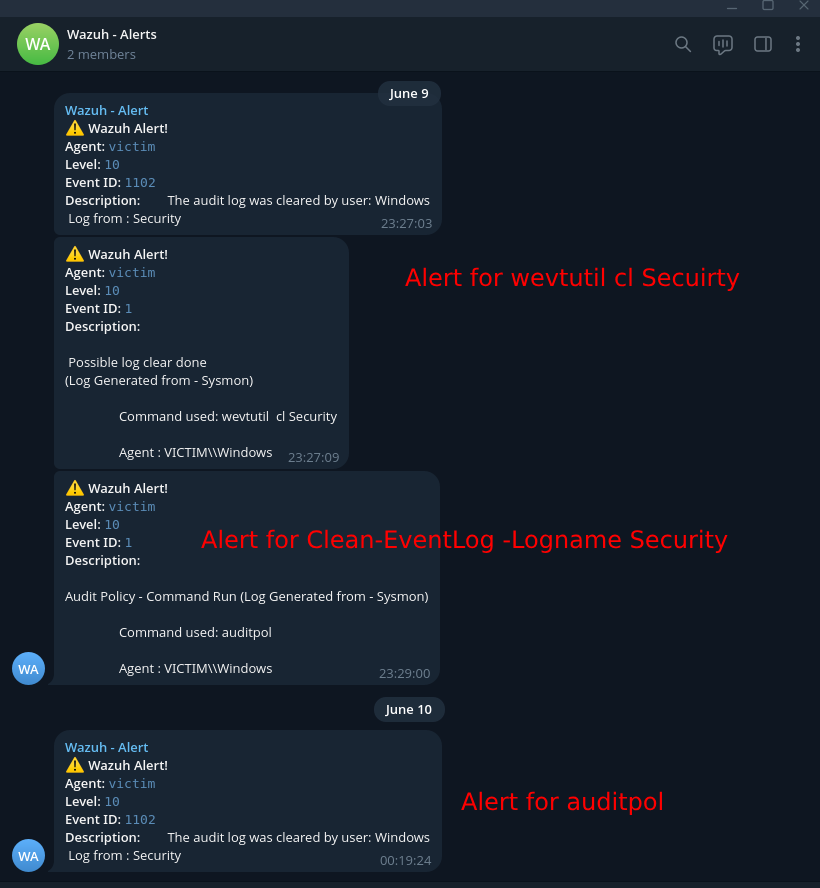 WA
Wazuh - Alerts
2 members
June 9
Wazuh - Alert
⚠️ Wazuh Alert!
Agent: victim
Level: 10
Event ID: 1102
Description: The audit log was cleared by user: Windows
Log from : Security
23:27:03
⚠️ Wazuh Alert!
Agent: victim
Level: 10
Event ID: 1
Description:
Possible log clear done
(Log Generated from - Sysmon)
Command used: wevtutil  cl Security
Agent : VICTIM\\Windows
23:27:09
Alert for wevtutil cl Secuirty
⚠️ Wazuh Alert!
Agent: victim
Level: 10
Event ID: 1
Description:
Alert for Clean-EventLog -Logname Security
Audit Policy - Command Run (Log Generated from - Sysmon)
Command used: auditpol
Agent : VICTIM\\Windows
23:29:00
WA
June 10
Wazuh - Alert
⚠️ Wazuh Alert!
Agent: victim
Level: 10
Event ID: 1102
Description: The audit log was cleared by user: Windows
Log from : Security
00:19:24
WA
Alert for auditpol